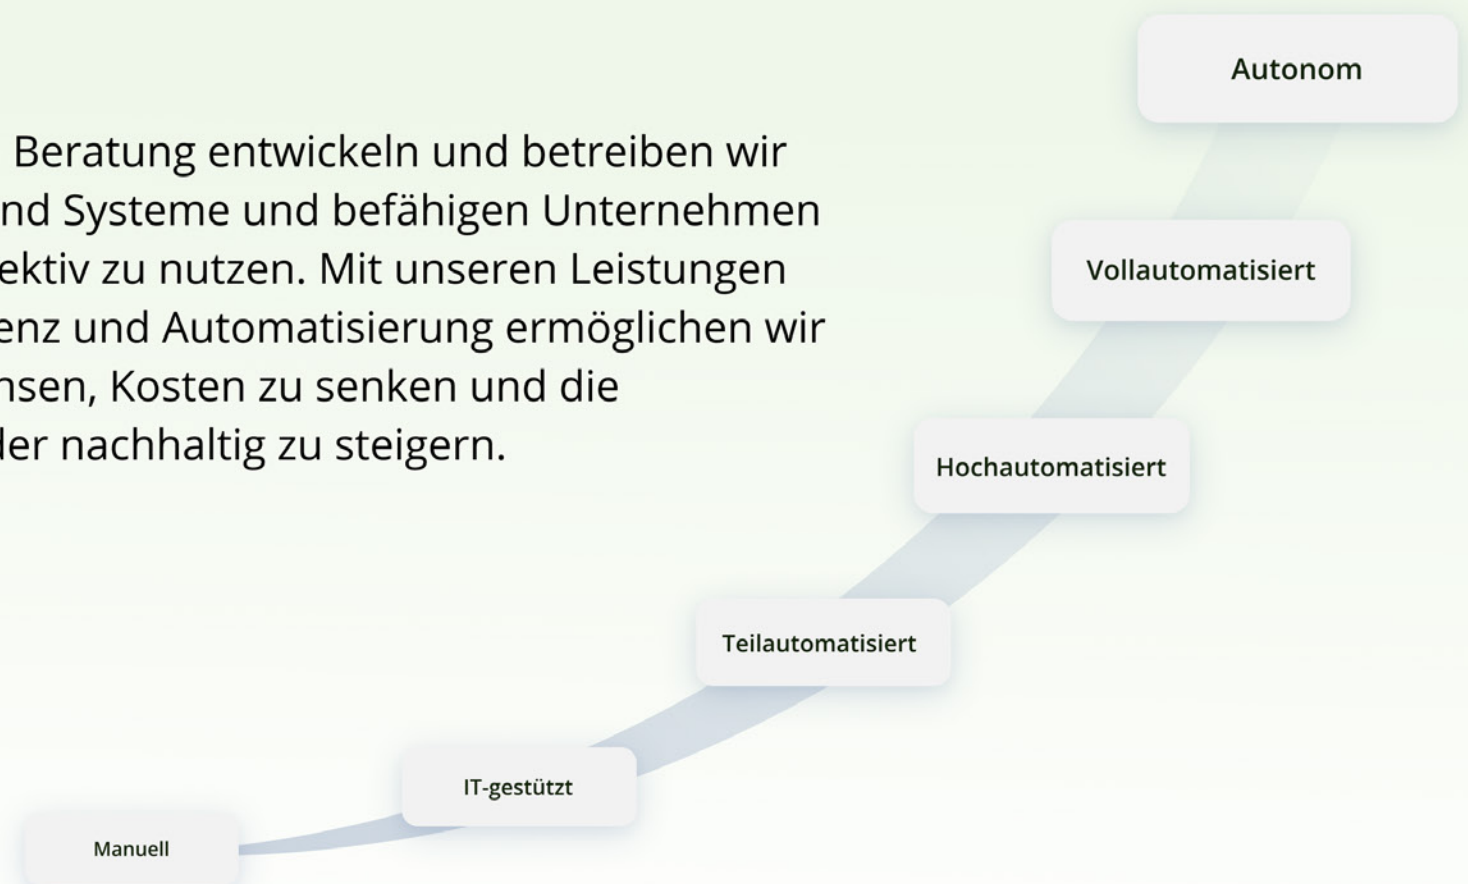 Beratung entwickeln und betreiben wir
nd Systeme und befähigen Unternehmen
ektiv zu nutzen. Mit unseren Leistungen
enz und Automatisierung ermöglichen wir
nsen, Kosten zu senken und die
der nachhaltig zu steigern.
Autonom
Vollautomatisiert
Hochautomatisiert
Teilautomatisiert
IT-gestützt
Manuell